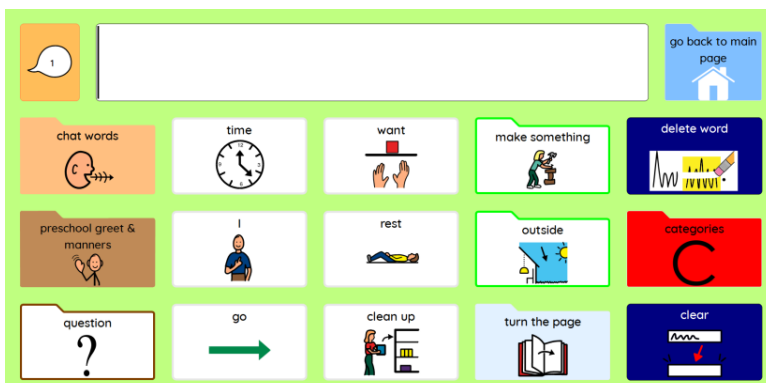 1
go back to main
page
chat words
time
want
make something
delete word
preschool greet &
manners
I
rest
outside
categories
C
question
?
go
clean up
turn the page
clear